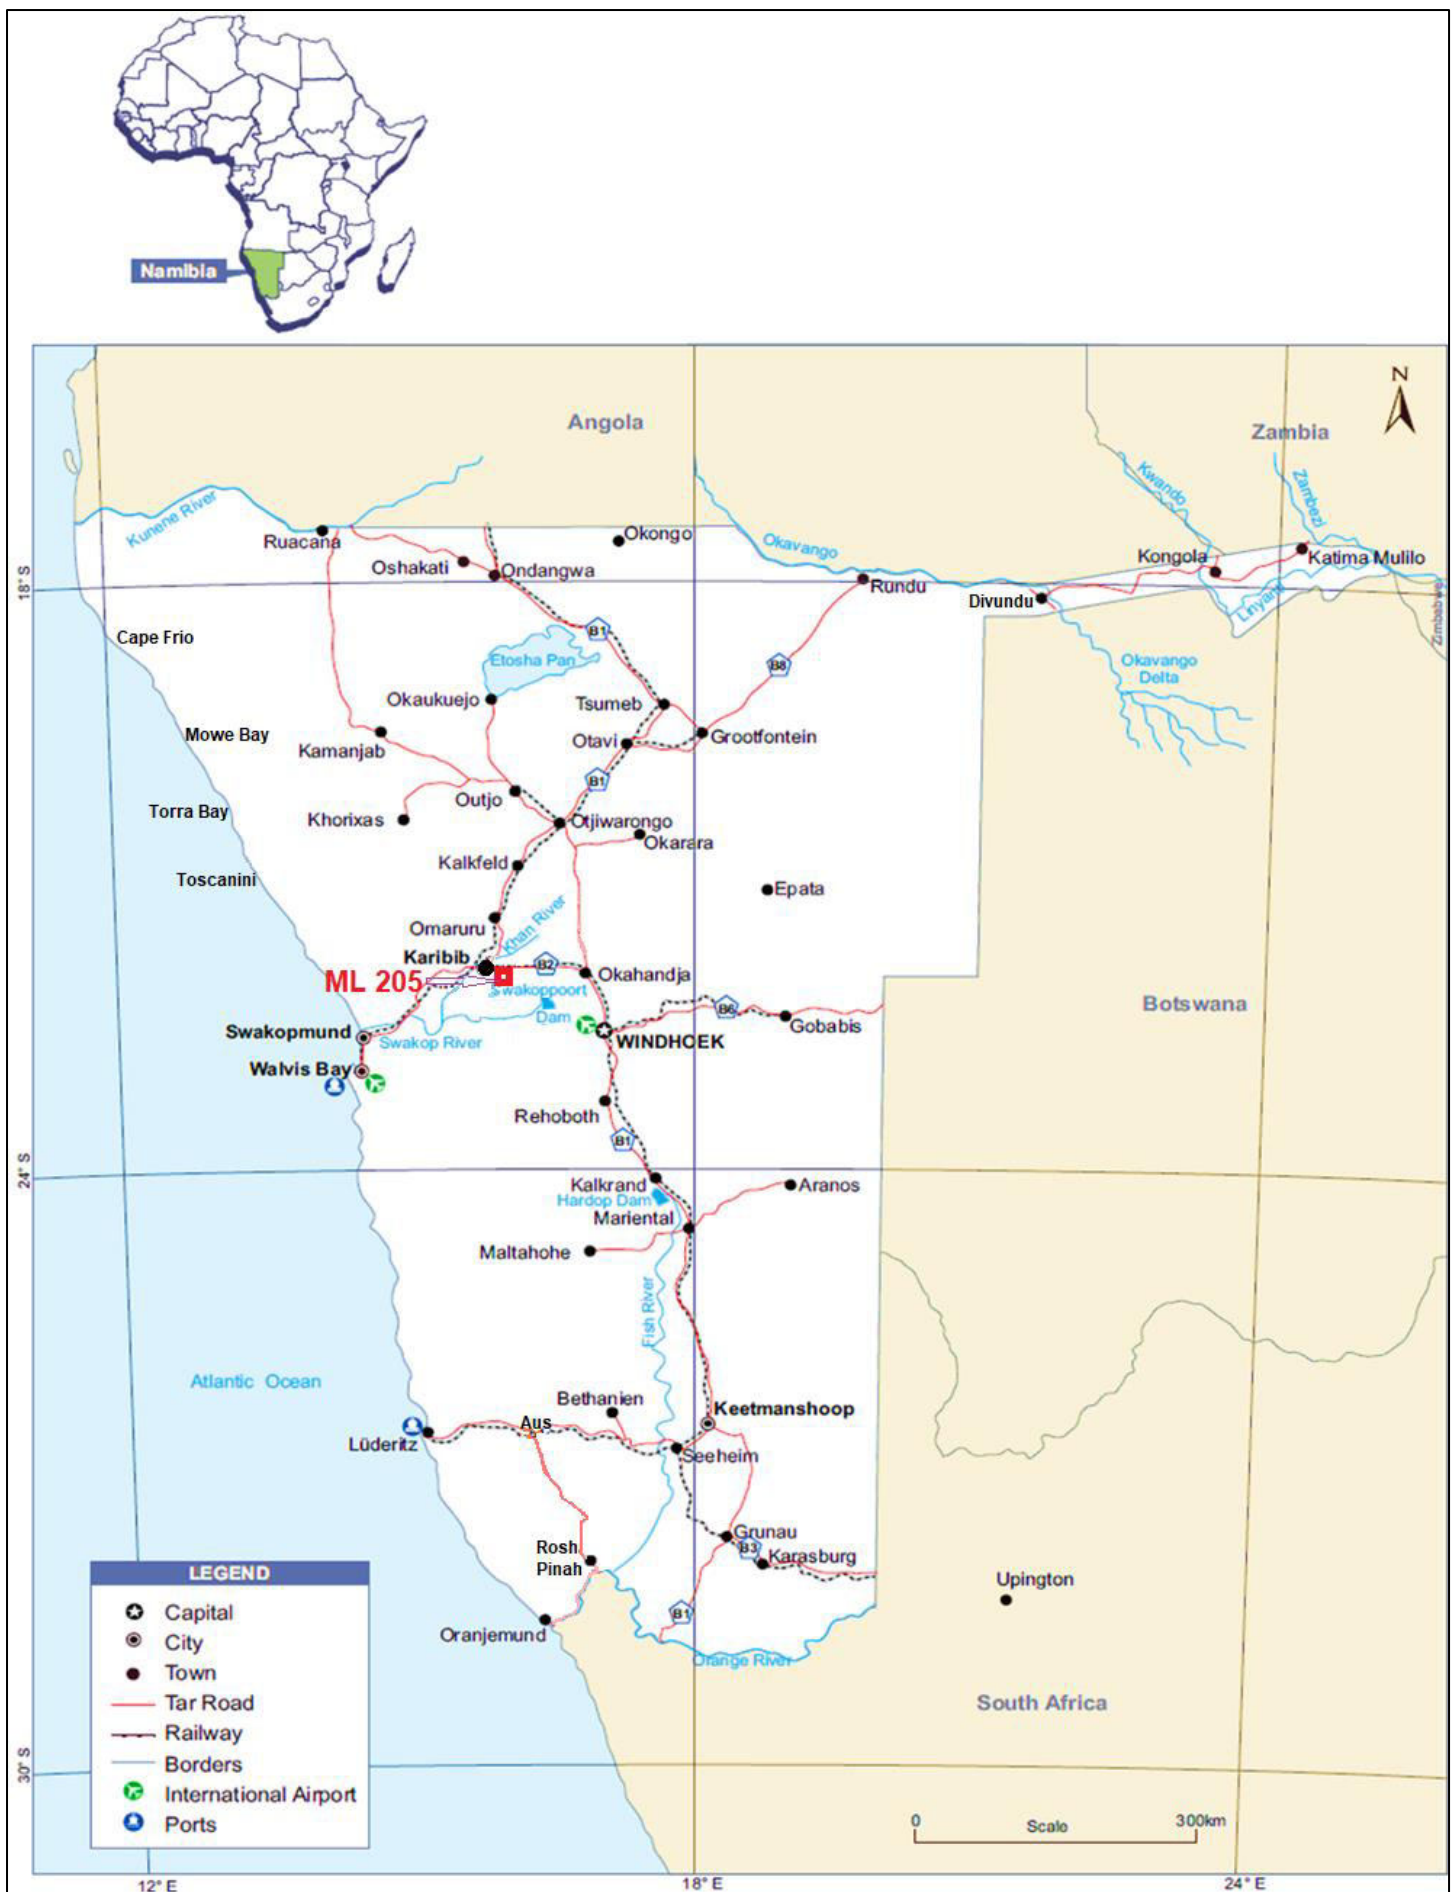 Namibia
N
Angola
Zambia
Kunene River
Kwando
Zambezi
Ruacana
Okongo
Okavango
Oshakati
Ondangwa
Kongola
Katima Mulilo
18° S
Rundu
Divundu
Linyanti
Zimbabwe
Cape Frio
B1
Etosha Pan
B8
Okavango
Delta
Okaukuejo
Tsumeb
Mowe Bay
Kamanjab
Otavi
Grootfontein
B1
Outjo
Torra Bay
Khorixas
Otjiwarongo
Okarara
Kalkfeld
Toscanini
Epata
Omaruru
Khan River
Karibib
B2
ML 205
Okahandja
Swakoppoort
Dam
Botswana
B6
Gobabis
Swakopmund
Swakop River
WINDHOEK
Walvis Bay
Rehoboth
B1
24° S
Kalkrand
Aranos
Hardop Dam
Mariental
Maltahohe
Fish River
Atlantic Ocean
Bethanien
Keetmanshoop
Aus
Lüderitz
Seeheim
Grunau
Rosh
Pinah
B3
Karasburg
Upington
B1
Oranjemund
Orange River
South Africa
LEGEND
Capital
City
Town
Tar Road
Railway
Borders
International Airport
Ports
30° S
0
300km
Scale
12° E
18° E
24° E